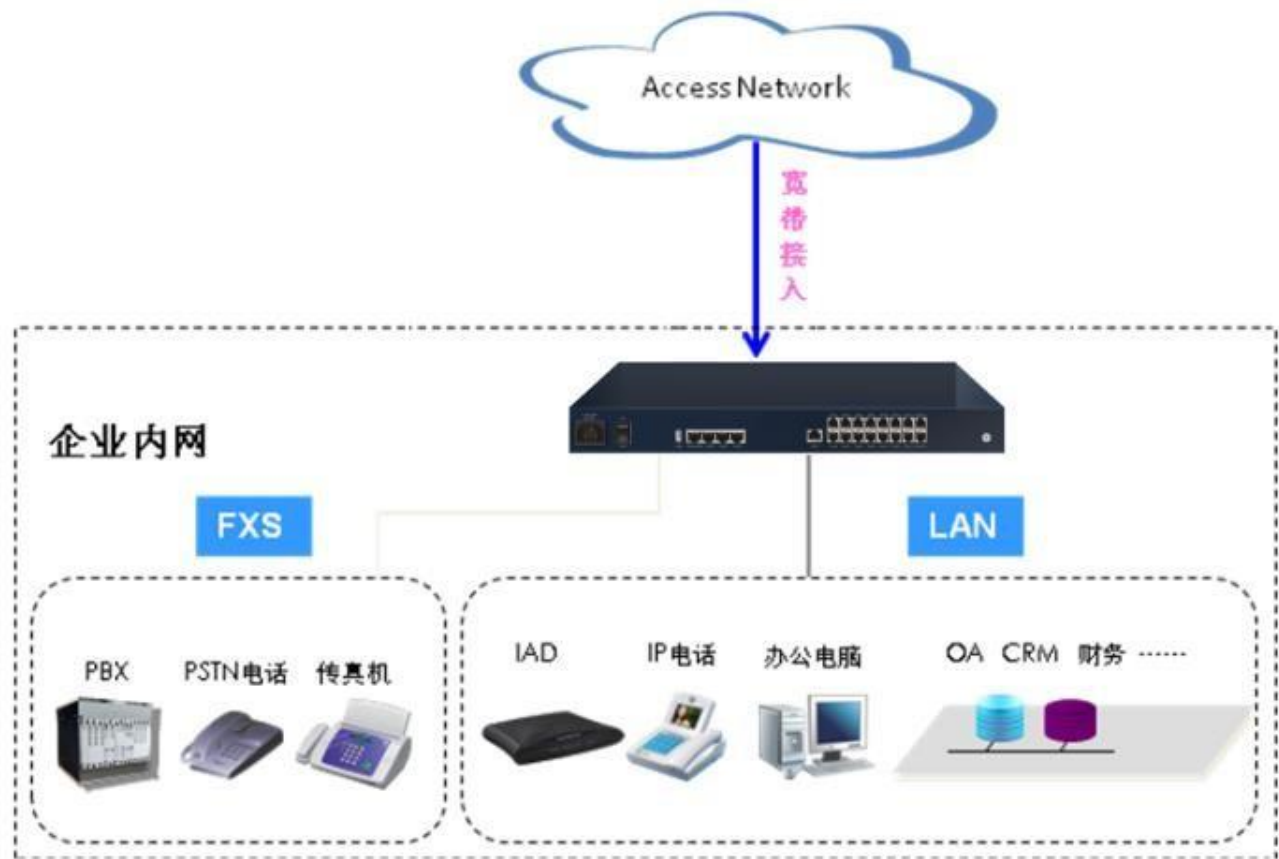 Access Network
宽带接入
企业内网
FXS
LAN
PBX
PSTN电话
传真机
IAD
IP电话
办公电脑
OA CRM 财务 ······